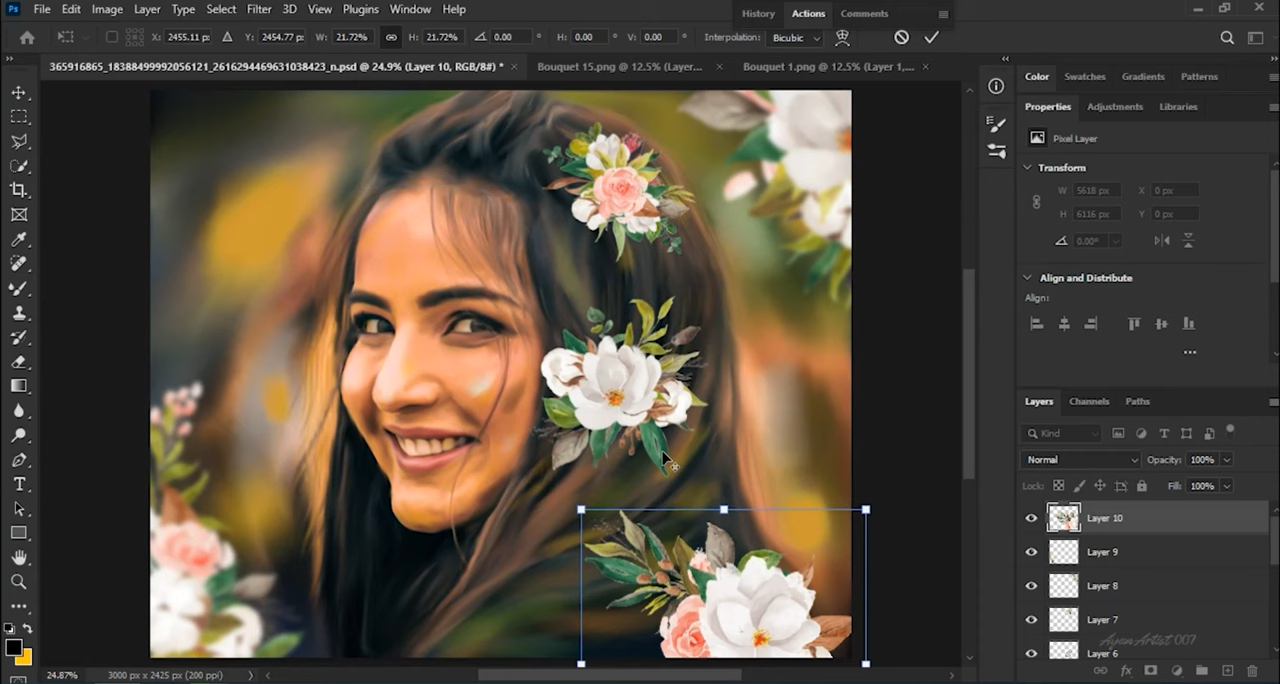 Ps File Edit Image Layer Type Select Filter 3D View Plugins Window Help
History Actions Comments
X: 2455.11 p: Y: 2454.77 p: W: 21.72% H: 21.72% 0.00 ° H: 0.00 ° V: 0.00 ° Interpolation: Bicubic
365916865_18388499992056121_2616294469631038423_n.psd @ 24.9% (Layer 10, RGB/8#) * × Bouquet 15.png @ 12.5% (Layer... × Bouquet 1.png @ 12.5% (Layer 1,... ×
Color Swatches Gradients Patterns
Properties Adjustments Libraries
Pixel Layer
Transform
W 5618 px X 0 px
H 6116 px Y 0 px
0.00°
Align and Distribute
Align:
...
Layers Channels Paths
Kind
Normal Opacity: 100%
Lock: Fill: 100%
Layer 10
Layer 9
Layer 8
Layer 7
Ayan Artist 007
Layer 6
24.87% 3000 px x 2425 px (200 ppi)